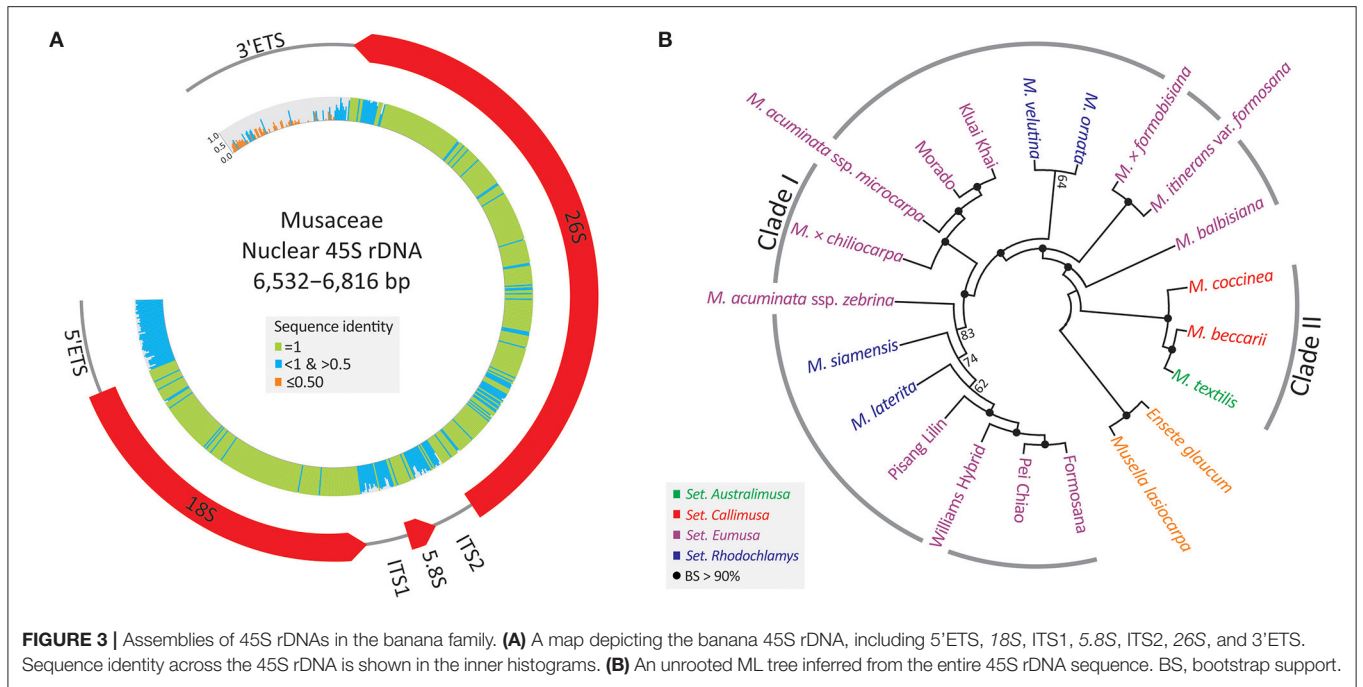 A
3'ETS
1.0
0.5
0.0
26S
Musaceae
Nuclear 45S rDNA
6,532–6,816 bp
Sequence identity
=1
<1 & >0.5
≤0.50
5'ETS
18S
ITS1
5.8S
ITS2
B
Clade I
M. acuminata ssp. microcarpa
Morado
Kluai Khai
M. velutina
M. ornata
64
M. × formobisiana
M. itinerans var. formosana
M. × chiliocarpa
M. balbisiana
M. acuminata ssp. zebrina
M. coccinea
83
M. beccarii
Clade II
M. siamensis
74
M. textilis
M. laterita
62
Pisang Lilin
Williams Hybrid
Pei Chiao
Formosana
Ensete glaucum
Musella lasiocarpa
Set. Australimusa
Set. Callimusa
Set. Eumusa
Set. Rhodochlamys
BS > 90%
FIGURE 3 | Assemblies of 45S rDNAs in the banana family. (A) A map depicting the banana 45S rDNA, including 5'ETS, 18S, ITS1, 5.8S, ITS2, 26S, and 3'ETS.
Sequence identity across the 45S rDNA is shown in the inner histograms. (B) An unrooted ML tree inferred from the entire 45S rDNA sequence. BS, bootstrap support.